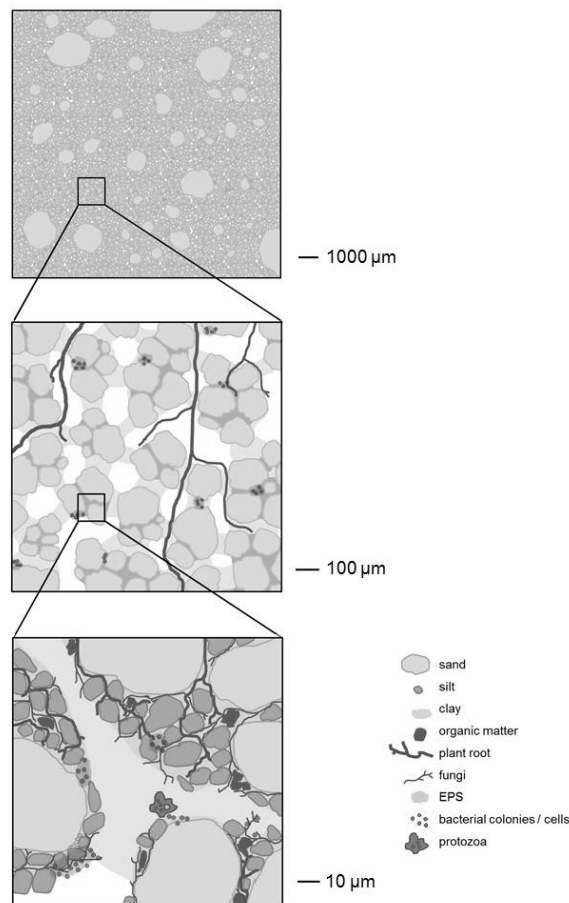 1000 µm
100 µm
sand
silt
clay
organic matter
plant root
fungi
EPS
bacterial colonies / cells
protozoa
10 µm